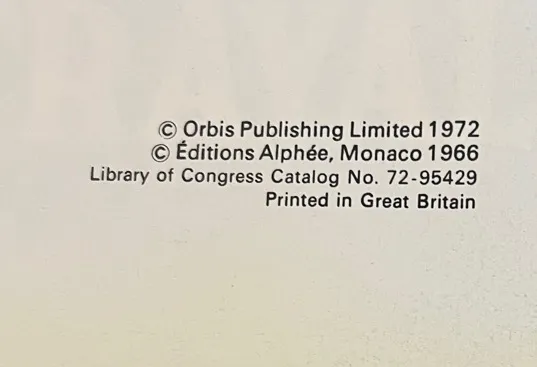 © Orbis Publishing Limited 1972
© Éditions Alphée, Monaco 1966
Library of Congress Catalog No. 72-95429
Printed in Great Britain